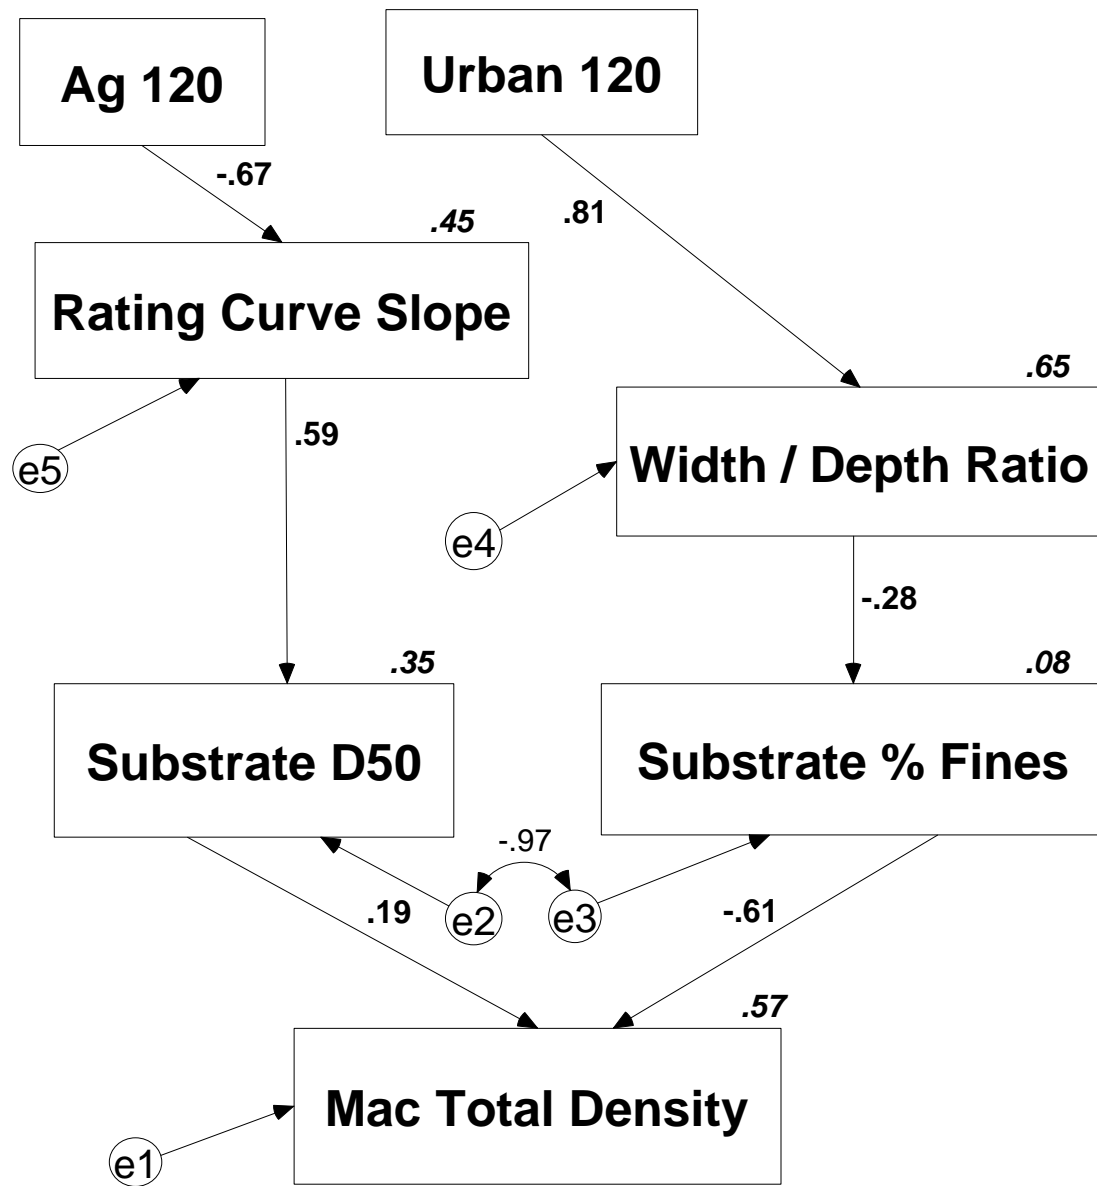 Ag 120
Urban 120
-.67
.81
.45
Rating Curve Slope
.65
.59
Width / Depth Ratio
e5
e4
-.28
.35
.08
Substrate D50
Substrate % Fines
-.97
.19
e2
e3
-.61
.57
Mac Total Density
e1